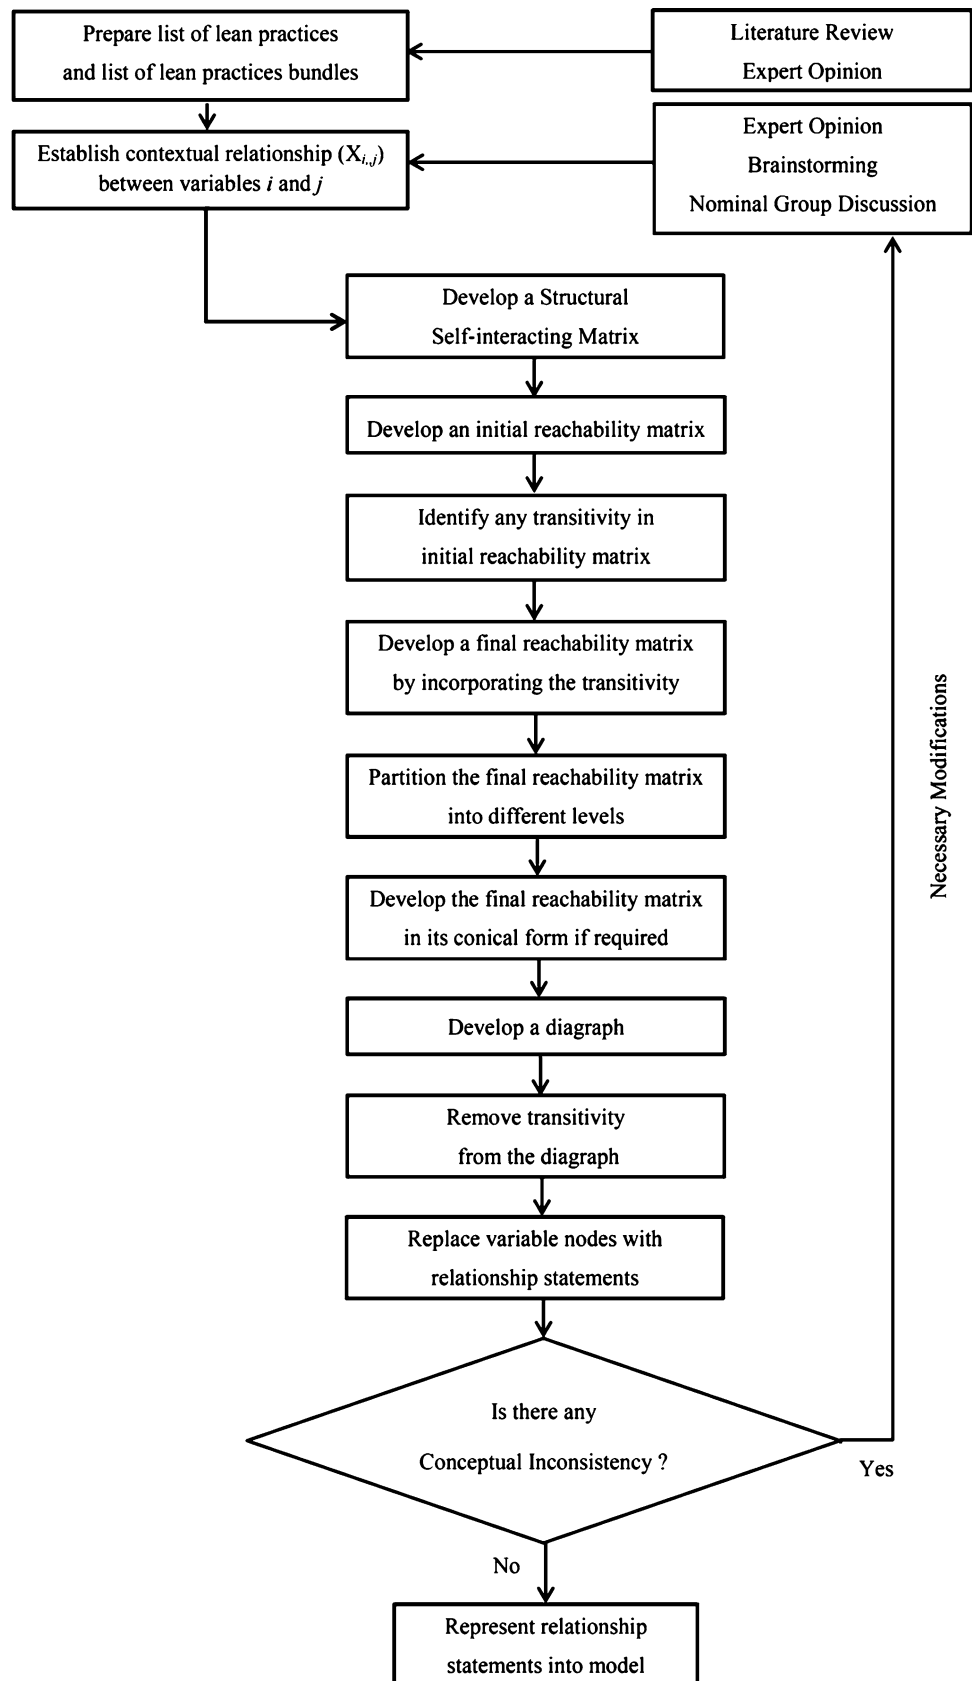 Prepare list of lean practices
and list of lean practices bundles
Literature Review
Expert Opinion
Establish contextual relationship (Xi,j)
between variables i and j
Expert Opinion
Brainstorming
Nominal Group Discussion
Develop a Structural
Self-interacting Matrix
Develop an initial reachability matrix
Identify any transitivity in
initial reachability matrix
Develop a final reachability matrix
by incorporating the transitivity
Partition the final reachability matrix
into different levels
Develop the final reachability matrix
in its conical form if required
Develop a diagraph
Remove transitivity
from the diagraph
Replace variable nodes with
relationship statements
Is there any
Conceptual Inconsistency ?
Yes
Necessary Modifications
No
Represent relationship
statements into model